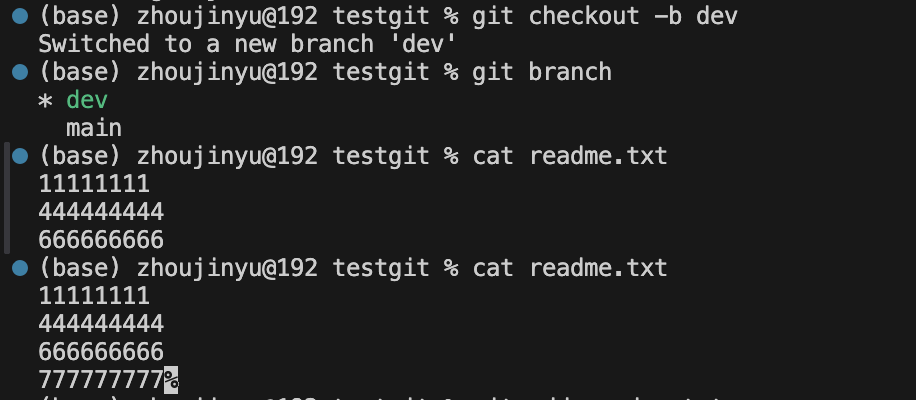 (base) zhoujinyu@192 testgit % git checkout -b dev
Switched to a new branch 'dev'
(base) zhoujinyu@192 testgit % git branch
* dev
  main
(base) zhoujinyu@192 testgit % cat readme.txt
11111111
444444444
666666666
(base) zhoujinyu@192 testgit % cat readme.txt
11111111
444444444
666666666
777777777%